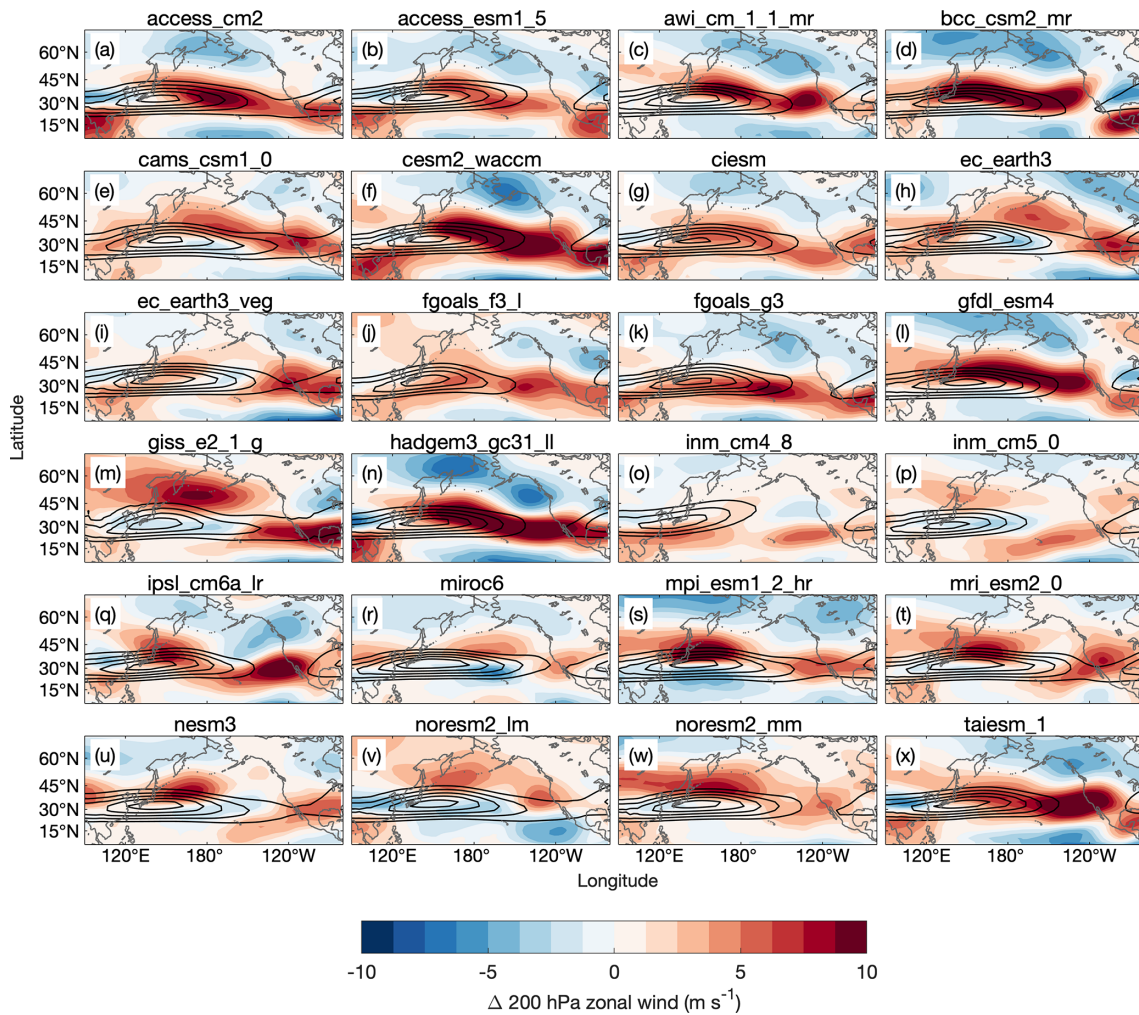 access_cm2 access_esm1_5 awi_cm_1_1_mr bcc_csm2_mr
(a) (b) (c) (d)
60°N
45°N
30°N
15°N
cams_csm1_0 cesm2_waccm ciesm ec_earth3
(e) (f) (g) (h)
60°N
45°N
30°N
15°N
ec_earth3_veg fgoals_f3_l fgoals_g3 gfdl_esm4
(i) (j) (k) (l)
60°N
45°N
30°N
15°N
Latitude
giss_e2_1_g hadgem3_gc31_ll inm_cm4_8 inm_cm5_0
(m) (n) (o) (p)
60°N
45°N
30°N
15°N
ipsl_cm6a_lr miroc6 mpi_esm1_2_hr mri_esm2_0
(q) (r) (s) (t)
60°N
45°N
30°N
15°N
nesm3 noresm2_lm noresm2_mm taiesm_1
(u) (v) (w) (x)
60°N
45°N
30°N
15°N
120°E 180° 120°W 120°E 180° 120°W 120°E 180° 120°W 120°E 180° 120°W
Longitude
-10 -5 0 5 10
Δ 200 hPa zonal wind (m s⁻¹)